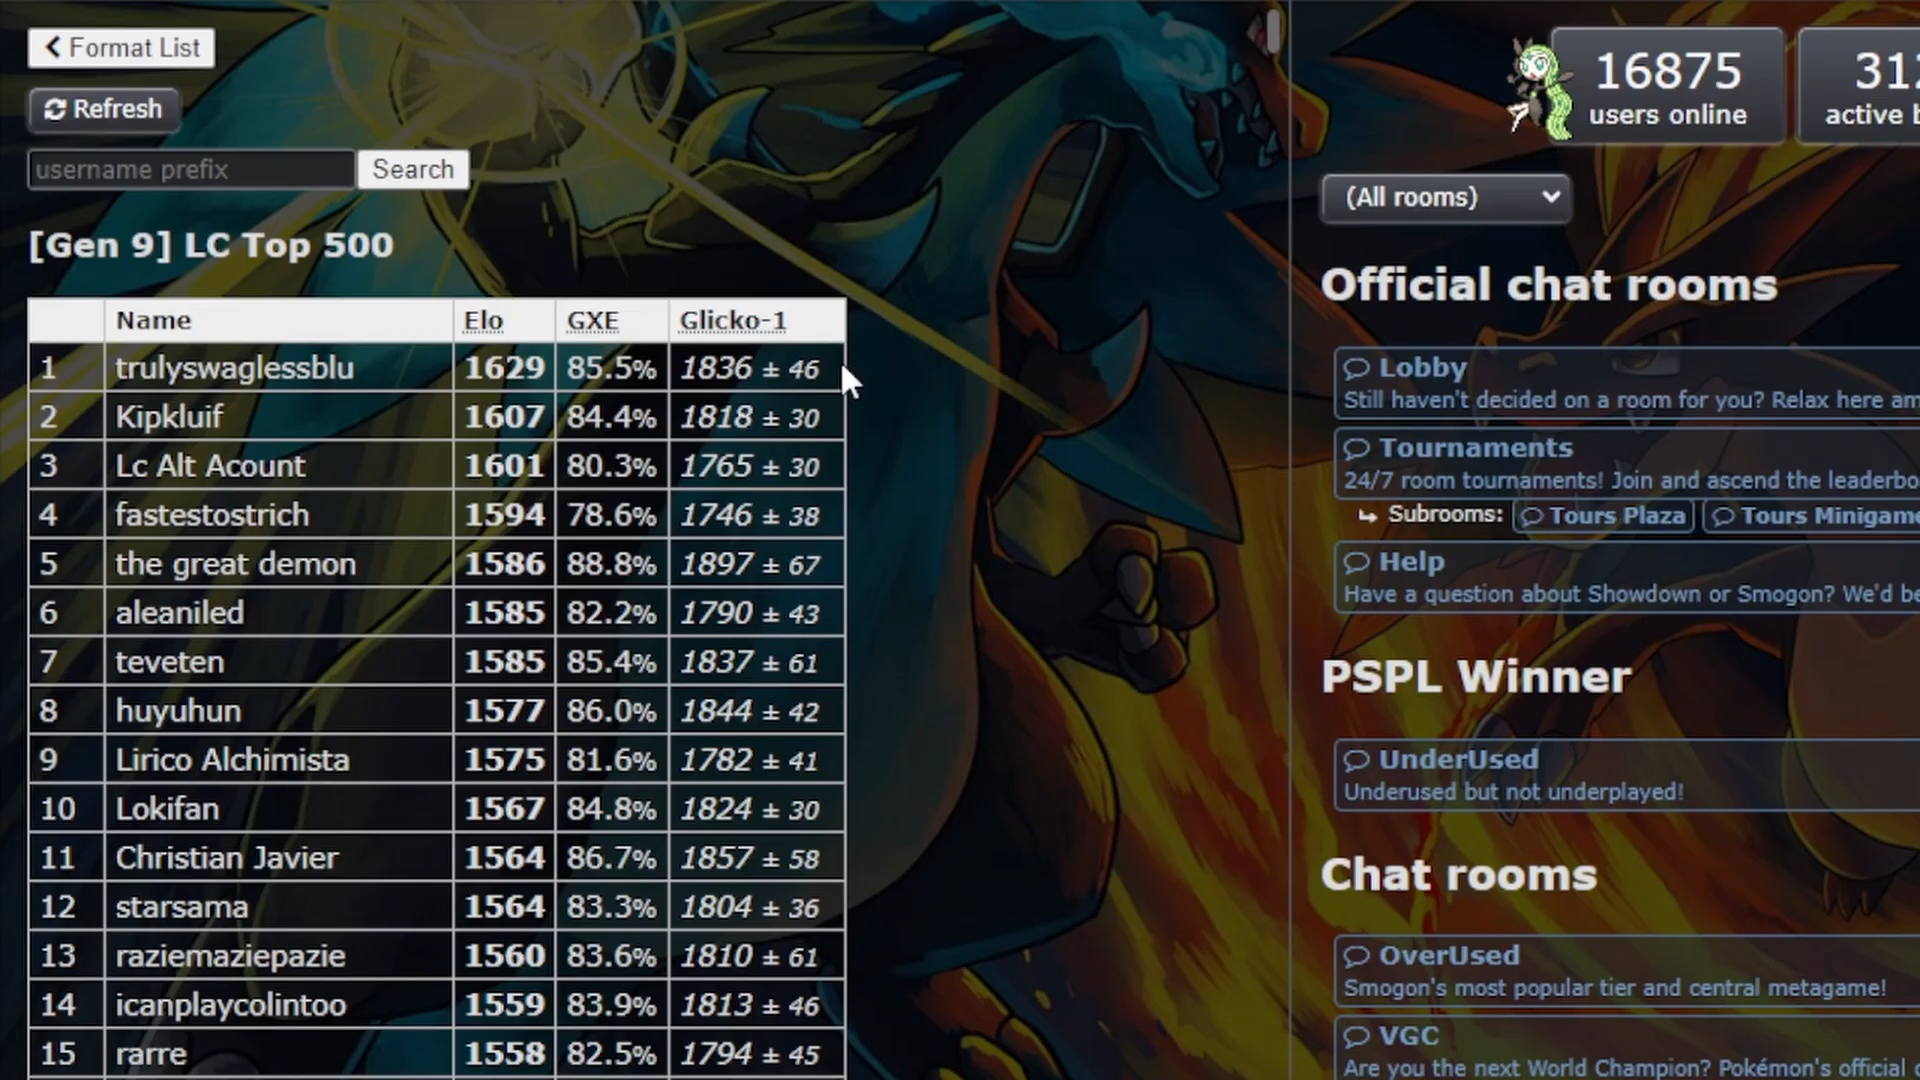 Format List
Refresh
username prefix Search
[Gen 9] LC Top 500
Name Elo GXE Glicko-1
1 trulyswaglessblu 1629 85.5% 1836 ± 46
2 Kipkluif 1607 84.4% 1818 ± 30
3 Lc Alt Acount 1601 80.3% 1765 ± 30
4 fastestostrich 1594 78.6% 1746 ± 38
5 the great demon 1586 88.8% 1897 ± 67
6 aleaniled 1585 82.2% 1790 ± 43
7 teveten 1585 85.4% 1837 ± 61
8 huyuhun 1577 86.0% 1844 ± 42
9 Lirico Alchimista 1575 81.6% 1782 ± 41
10 Lokifan 1567 84.8% 1824 ± 30
11 Christian Javier 1564 86.7% 1857 ± 58
12 starsama 1564 83.3% 1804 ± 36
13 raziemaziepazie 1560 83.6% 1810 ± 61
14 icanplaycolintoo 1559 83.9% 1813 ± 46
15 rarre 1558 82.5% 1794 ± 45
16875
users online
31
active b
(All rooms)
Official chat rooms
Lobby
Still haven't decided on a room for you? Relax here am
Tournaments
24/7 room tournaments! Join and ascend the leaderbo
Subrooms: Tours Plaza Tours Minigame
Help
Have a question about Showdown or Smogon? We'd be
PSPL Winner
UnderUsed
Underused but not underplayed!
Chat rooms
OverUsed
Smogon's most popular tier and central metagame!
VGC
Are you the next World Champion? Pokémon's official